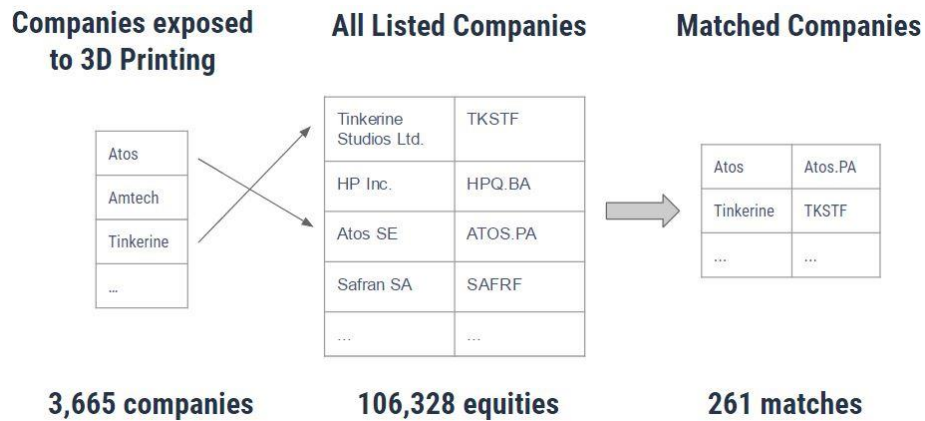 Companies exposed
to 3D Printing
All Listed Companies
Matched Companies
Atos
Amtech
Tinkerine
...
Tinkerine
Studios Ltd.
TKSTF
HP Inc.
HPQ.BA
Atos SE
ATOS.PA
Safran SA
SAFRF
...
...
Atos
Atos.PA
Tinkerine
TKSTF
...
...
3,665 companies
106,328 equities
261 matches